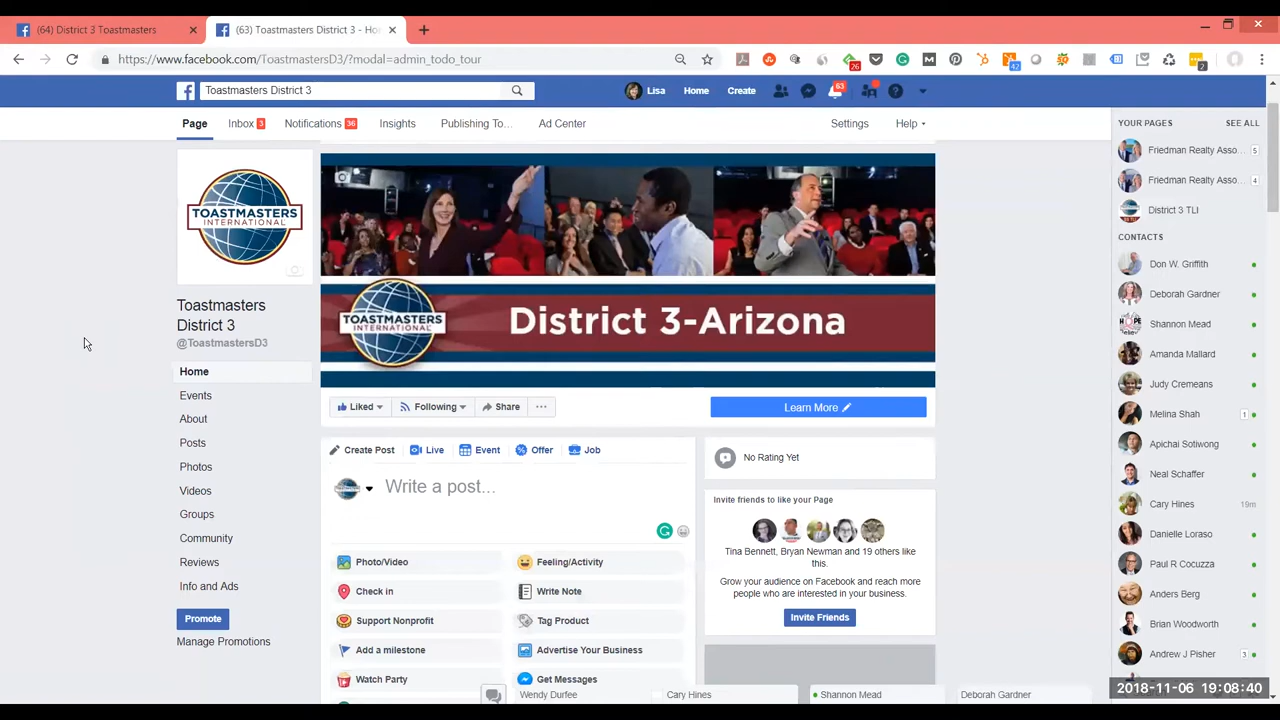 (64) District 3 Toastmasters
(63) Toastmasters District 3 - Ho
https://www.facebook.com/ToastmastersD3/?modal=admin_todo_tour
26
42
2
Toastmasters District 3
Lisa
Home
Create
63
Page
Inbox 3
Notifications 36
Insights
Publishing To...
Ad Center
Settings
Help
TOASTMASTERS
INTERNATIONAL
Toastmasters
District 3
@ToastmastersD3
Home
Events
About
Posts
Photos
Videos
Groups
Community
Reviews
Info and Ads
Promote
Manage Promotions
TOASTMASTERS
INTERNATIONAL
District 3-Arizona
Liked
Following
Share
...
Learn More
Create Post
Live
Event
Offer
Job
Write a post...
Photo/Video
Feeling/Activity
Check in
Write Note
Support Nonprofit
Tag Product
Add a milestone
Advertise Your Business
Watch Party
Get Messages
No Rating Yet
Invite friends to like your Page
Tina Bennett, Bryan Newman and 19 others like
this.
Grow your audience on Facebook and reach more
people who are interested in your business.
Invite Friends
YOUR PAGES
SEE ALL
Friedman Realty Asso... 5
Friedman Realty Asso... 4
District 3 TLI
CONTACTS
Don W. Griffith
Deborah Gardner
Shannon Mead
Amanda Mallard
Judy Cremeans
Melina Shah 1
Apichai Sotiwong
Neal Schaffer
Cary Hines 19m
Danielle Loraso
Paul R Cocuzza
Anders Berg
Brian Woodworth
Andrew J Pisher 3
Wendy Durfee
Cary Hines
Shannon Mead
Deborah Gardner
2018-11-06 19:08:40